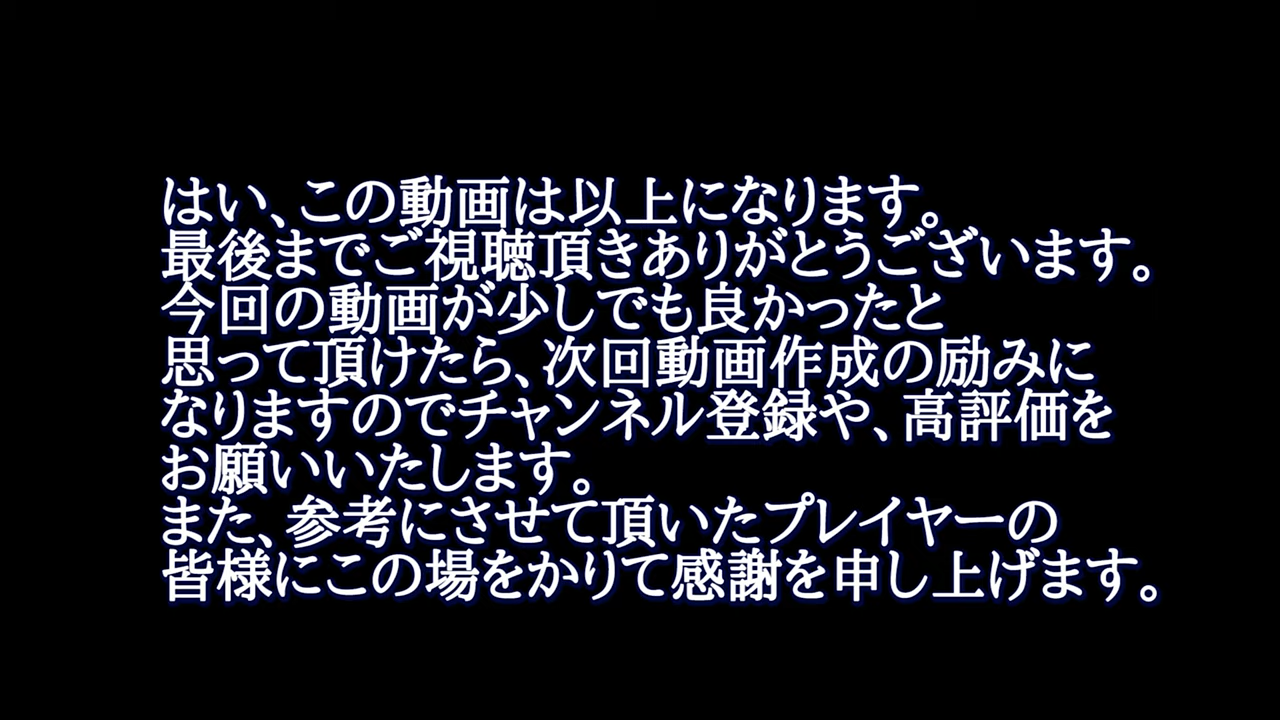 はい、この動画は以上になります。
最後までご視聴頂きありがとうございます。
今回の動画が少しでも良かったと
思って頂けたら、次回動画作成の励みに
なりますのでチャンネル登録や、高評価を
お願いいたします。
また、参考にさせて頂いたプレイヤーの
皆様にこの場をかりて感謝を申し上げます。